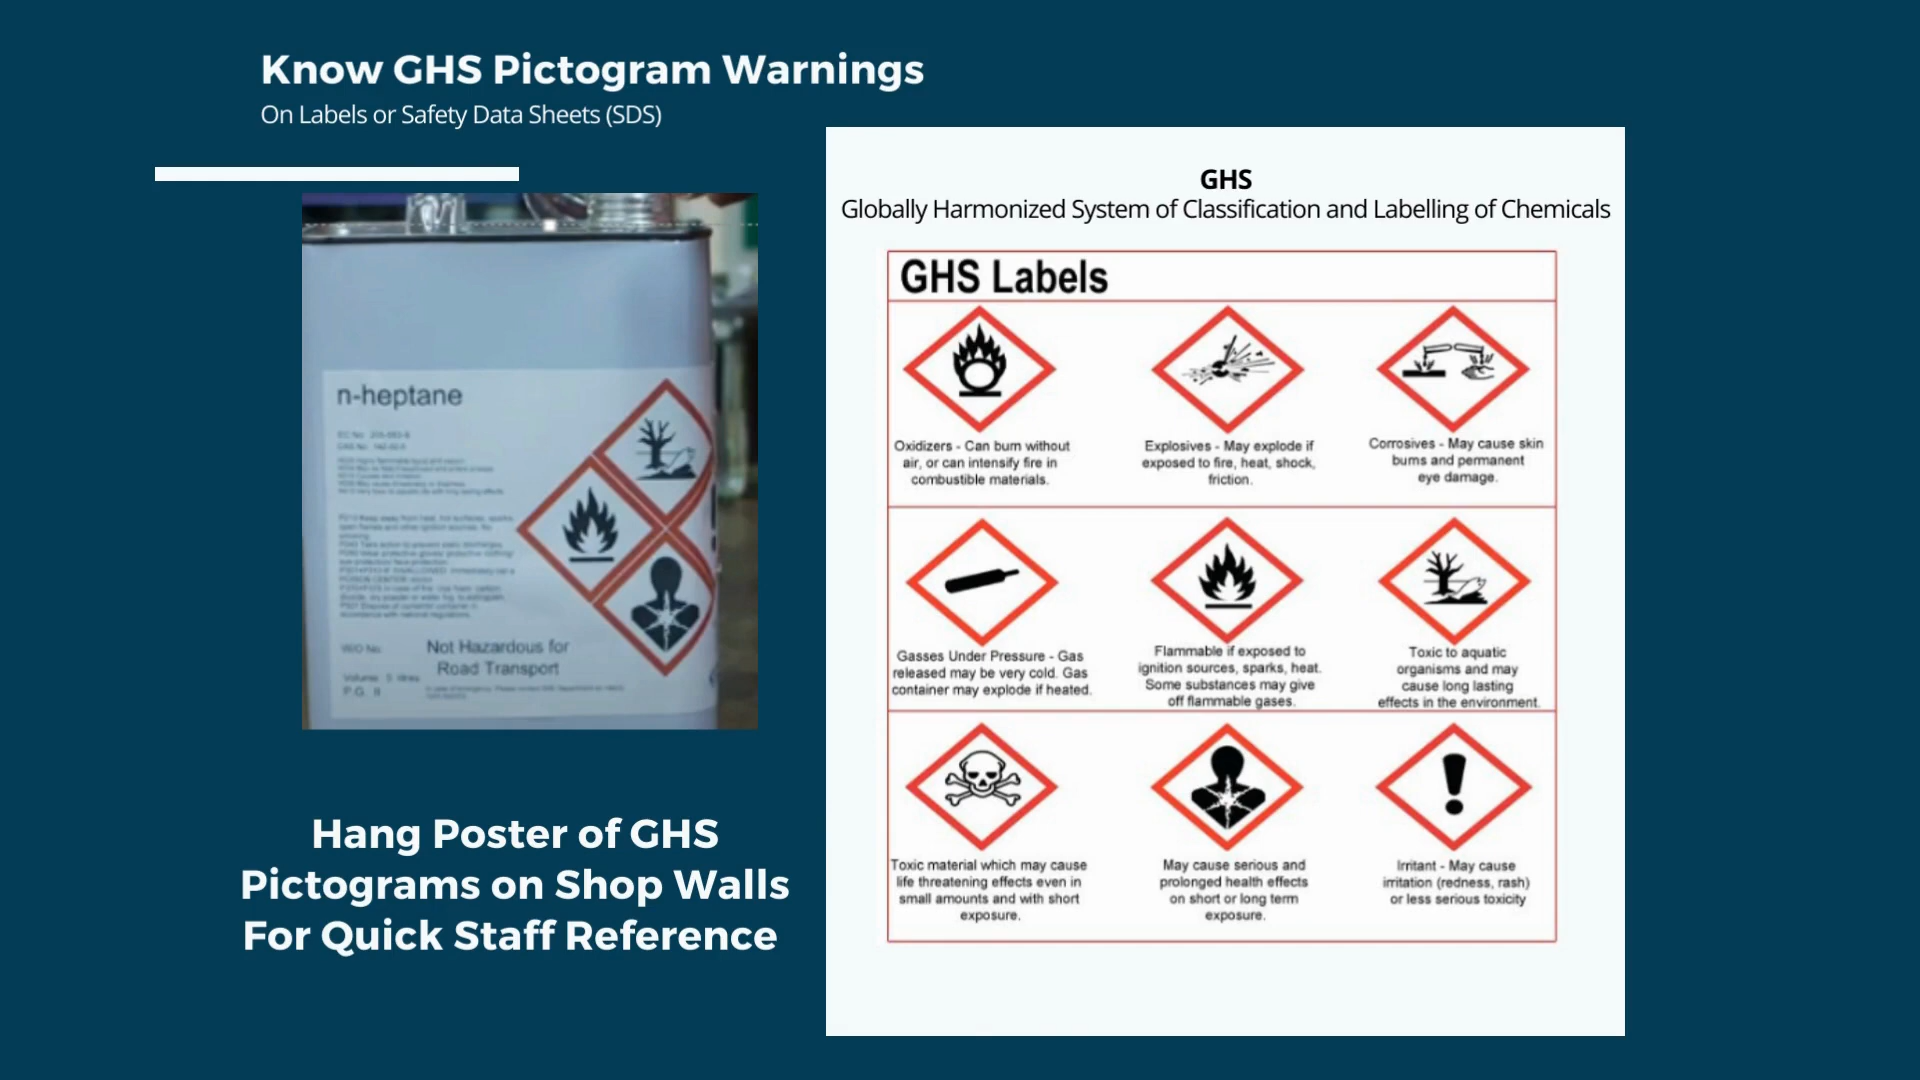 Know GHS Pictogram Warnings
On Labels or Safety Data Sheets (SDS)
n-heptane
Not Hazardous for
Road Transport
P.G. II
Hang Poster of GHS
Pictograms on Shop Walls
For Quick Staff Reference
GHS
Globally Harmonized System of Classification and Labelling of Chemicals
GHS Labels
Oxidizers - Can burn without
air, or can intensify fire in
combustible materials.
Explosives - May explode if
exposed to fire, heat, shock,
friction.
Corrosives - May cause skin
burns and permanent
eye damage.
Gasses Under Pressure - Gas
released may be very cold. Gas
container may explode if heated.
Flammable if exposed to
ignition sources, sparks, heat.
Some substances may give
off flammable gases.
Toxic to aquatic
organisms and may
cause long lasting
effects in the environment.
Toxic material which may cause
life threatening effects even in
small amounts and with short
exposure.
May cause serious and
prolonged health effects
on short or long term
exposure.
Irritant - May cause
irritation (redness, rash)
or less serious toxicity